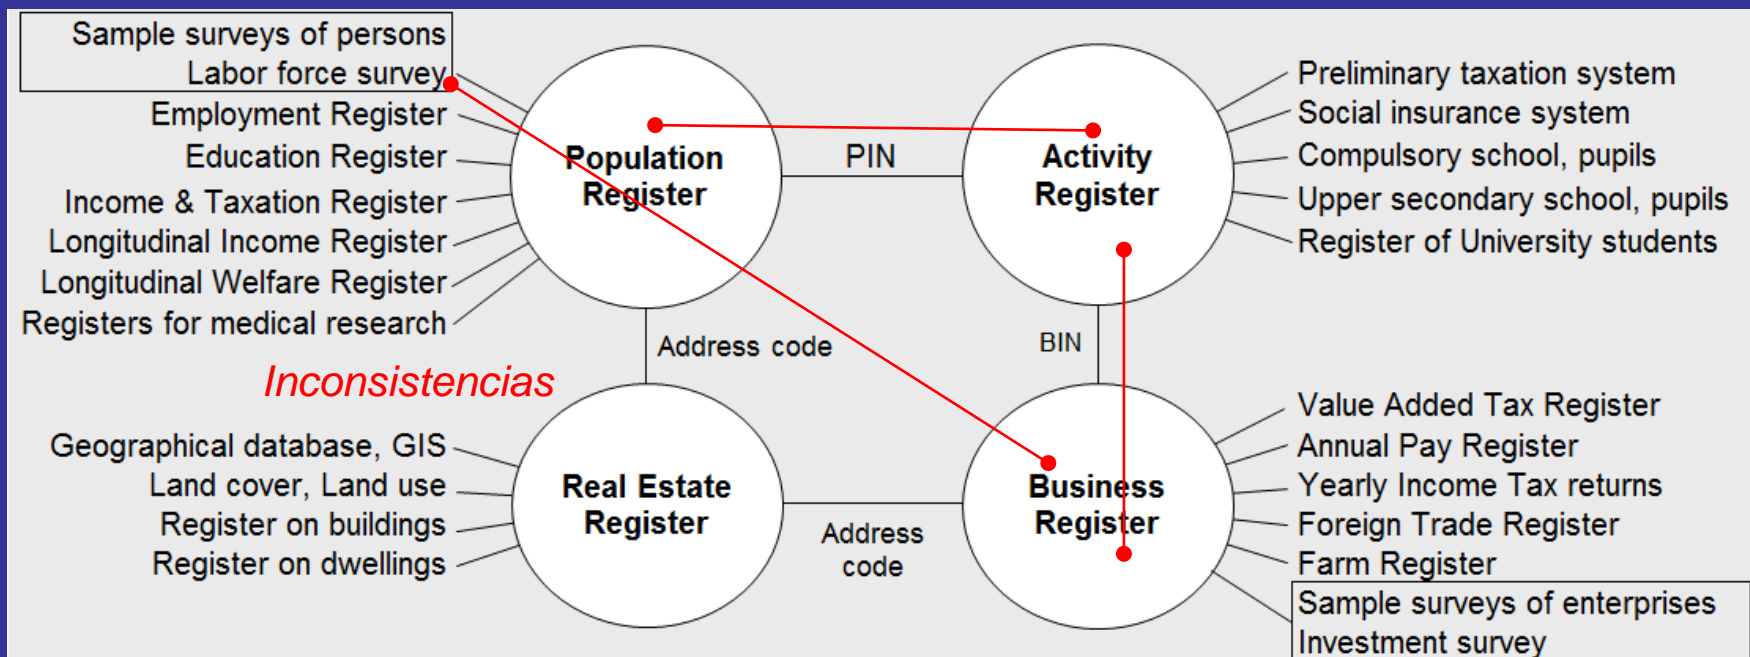 Sample surveys of persons
Labor force survey
Employment Register
Education Register
Income & Taxation Register
Longitudinal Income Register
Longitudinal Welfare Register
Registers for medical research
Population
Register
PIN
Activity
Register
Preliminary taxation system
Social insurance system
Compulsory school, pupils
Upper secondary school, pupils
Register of University students
Address code
BIN
Inconsistencias
Geographical database, GIS
Land cover, Land use
Register on buildings
Register on dwellings
Real Estate
Register
Address
code
Business
Register
Value Added Tax Register
Annual Pay Register
Yearly Income Tax returns
Foreign Trade Register
Farm Register
Sample surveys of enterprises
Investment survey